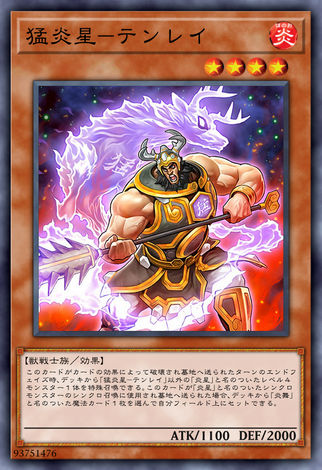 猛炎星－テンレイ
ほのお
炎
猛
【獣戦士族／効果】
このカードがカードの効果によって破壊され墓地へ送られたターンのエンド
フェイズ時、デッキから「猛炎星－テンレイ」以外の「炎星」と名のついたレベル４
モンスター１体を特殊召喚できる。このカードが「炎星」と名のついたシンクロ
モンスターのシンクロ召喚に使用され墓地へ送られた場合、デッキから「炎舞」
と名のついた魔法カード１枚を選んで自分フィールド上にセットできる。
ATK/1100 DEF/2000
93751476